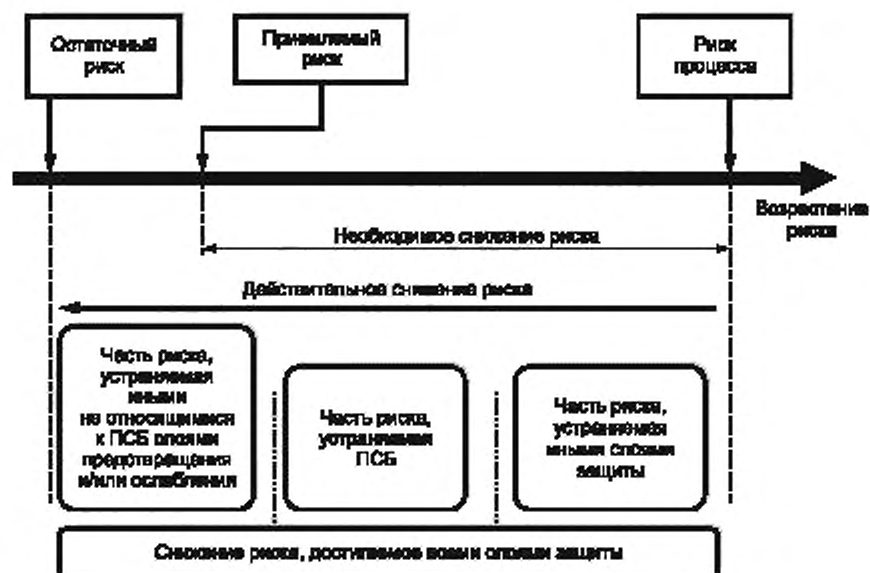 Остаточный
риск
Приемлемый
риск
Риск
процесса
Возрастание
риска
Необходимое снижение риска
Действительное снижение риска
Часть риска,
устраняемая
иными
не относящимися
к ПСБ слоями
предотвращения
и/или ослабления
Часть риска,
устраняемая
ПСБ
Часть риска,
устраняемая
иными слоями
защиты
Снижение риска, достигаемое всеми слоями защиты